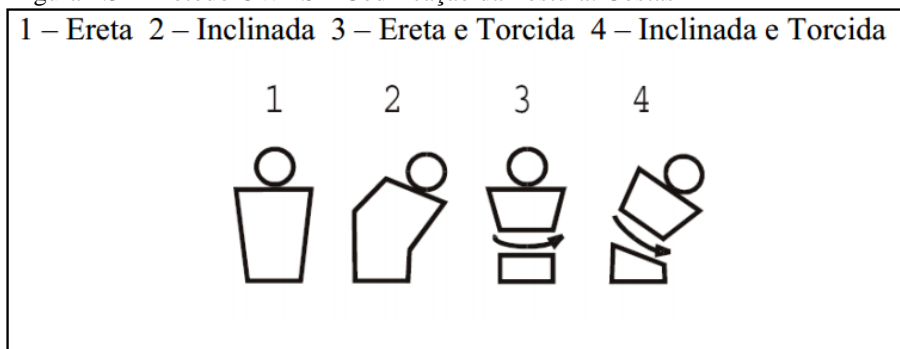 1 – Ereta 2 – Inclinada 3 – Ereta e Torcida 4 – Inclinada e Torcida
1 2 3 4